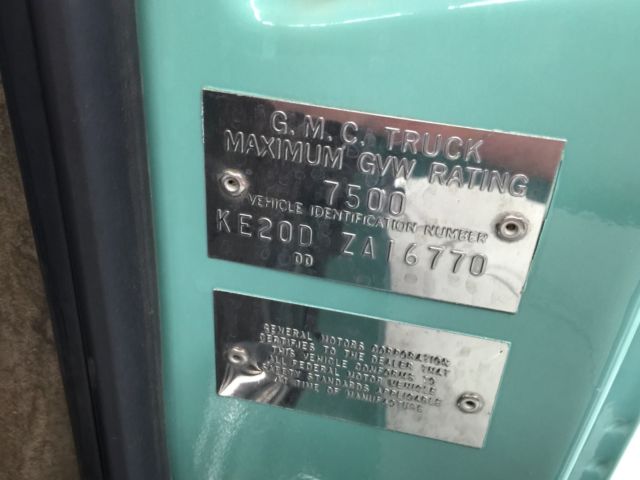 G.M.C. TRUCK
MAXIMUM GVW RATING
7500
VEHICLE IDENTIFICATION NUMBER
KE20D ZA16770
DD
GENERAL MOTORS CORPORATION
CERTIFIES TO THE DEALER THAT
THIS VEHICLE CONFORMS TO
ALL FEDERAL MOTOR VEHICLE
SAFETY STANDARDS APPLICABLE
AT TIME OF MANUFACTURE